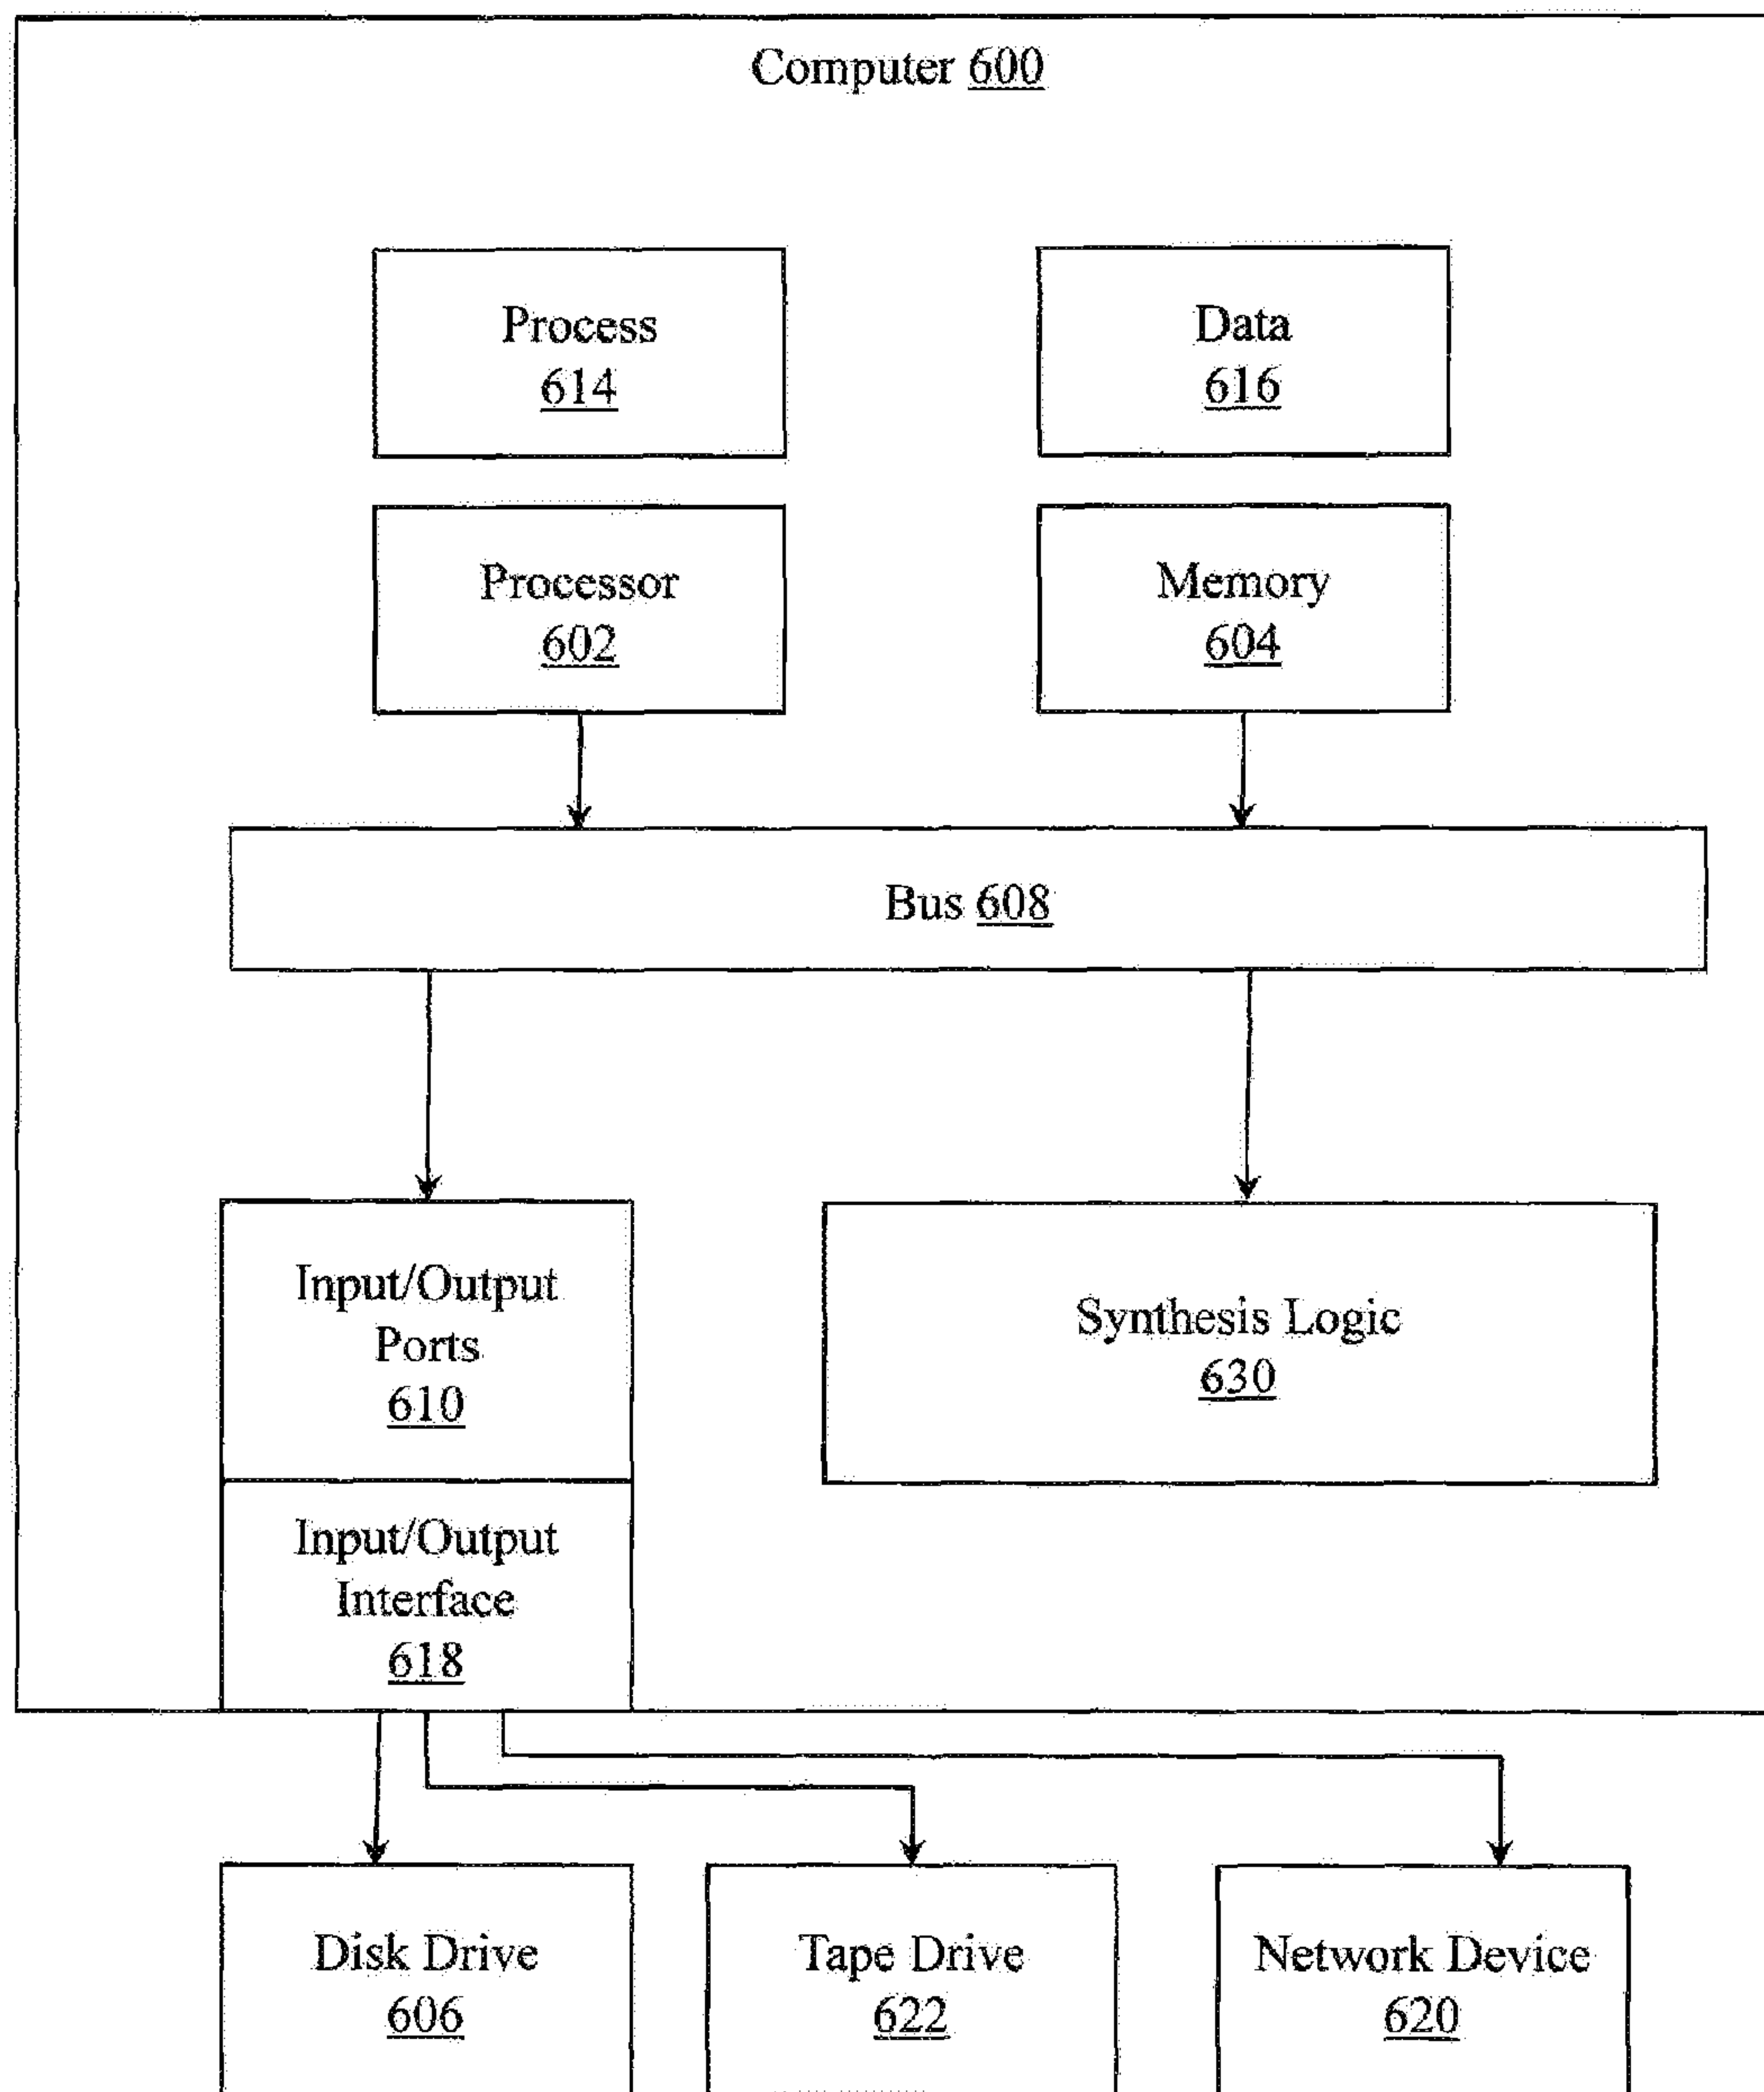 Computer 600
Process
614
Data
616
Processor
602
Memory
604
Bus 608
Input/Output
Ports
610
Synthesis Logic
630
Input/Output
Interface
618
Disk Drive
606
Tape Drive
622
Network Device
620